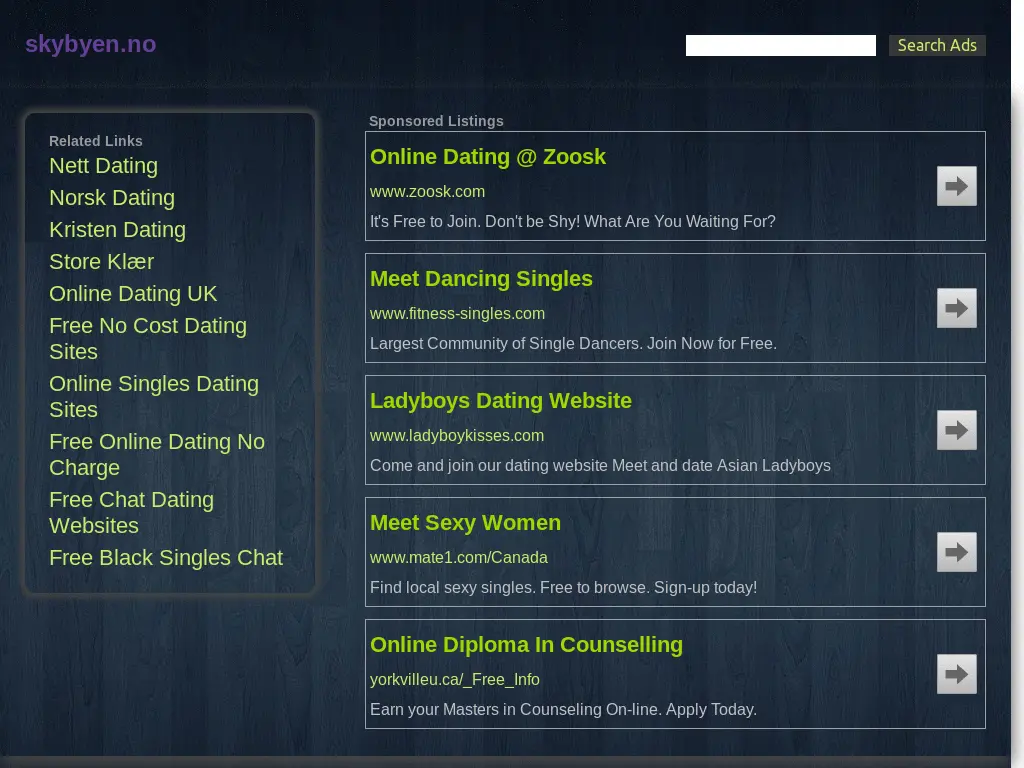 skybyen.no
Search Ads
Related Links
Nett Dating
Norsk Dating
Kristen Dating
Store Klær
Online Dating UK
Free No Cost Dating
Sites
Online Singles Dating
Sites
Free Online Dating No
Charge
Free Chat Dating
Websites
Free Black Singles Chat
Sponsored Listings
Online Dating @ Zoosk
www.zoosk.com
It's Free to Join. Don't be Shy! What Are You Waiting For?
Meet Dancing Singles
www.fitness-singles.com
Largest Community of Single Dancers. Join Now for Free.
Ladyboys Dating Website
www.ladyboykisses.com
Come and join our dating website Meet and date Asian Ladyboys
Meet Sexy Women
www.mate1.com/Canada
Find local sexy singles. Free to browse. Sign-up today!
Online Diploma In Counselling
yorkvilleu.ca/_Free_Info
Earn your Masters in Counseling On-line. Apply Today.